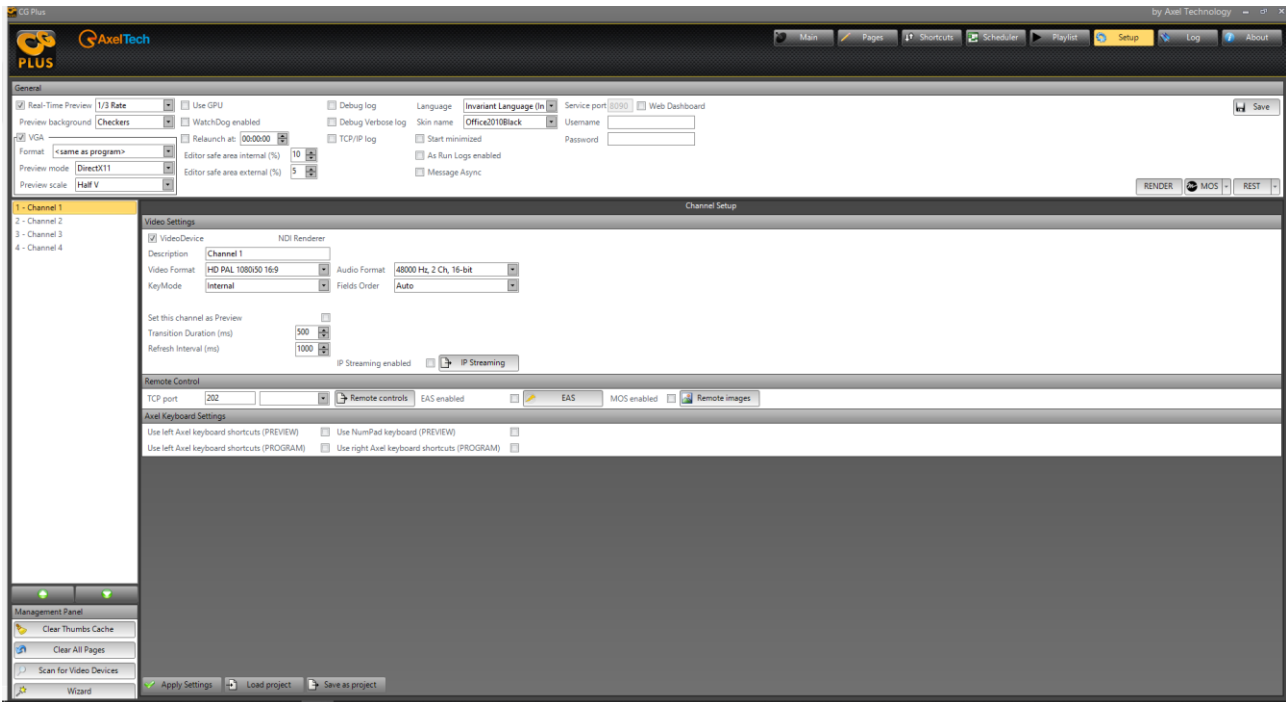 CG Plus by Axel Technology
CG PLUS AxelTech Main Pages Shortcuts Scheduler Playlist Setup Log About
General
Real-Time Preview 1/3 Rate Use GPU Debug log Language Invariant Language (In Service port 8090 Web Dashboard Save
Preview background Checkers WatchDog enabled Debug Verbose log Skin name Office2010Black Username
VGA Relaunch at: 00:00:00 TCP/IP log Start minimized Password
Format <same as program> Editor safe area internal (%) 10 As Run Logs enabled
Preview mode DirectX11 Editor safe area external (%) 5 Message Async
Preview scale Half V RENDER MOS REST
1 - Channel 1 Channel Setup
2 - Channel 2 Video Settings
3 - Channel 3 VideoDevice NDI Renderer
4 - Channel 4
Description Channel 1
Video Format HD PAL 1080i50 16:9 Audio Format 48000 Hz, 2 Ch, 16-bit
KeyMode Internal Fields Order Auto
Set this channel as Preview
Transition Duration (ms) 500
Refresh Interval (ms) 1000
IP Streaming enabled IP Streaming
Remote Control
TCP port 202 Remote controls EAS enabled EAS MOS enabled Remote images
Axel Keyboard Settings
Use left Axel keyboard shortcuts (PREVIEW) Use NumPad keyboard (PREVIEW)
Use left Axel keyboard shortcuts (PROGRAM) Use right Axel keyboard shortcuts (PROGRAM)
Management Panel
Clear Thumbs Cache
Clear All Pages
Scan for Video Devices
Wizard
Apply Settings Load project Save as project